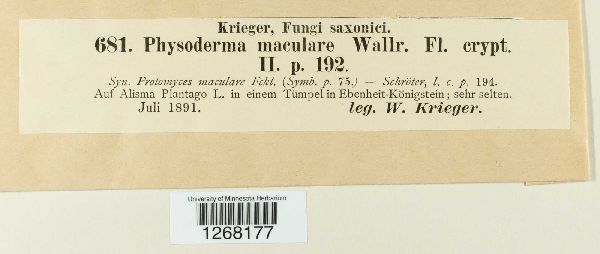 Krieger, Fungi saxonici.
681. Physoderma maculare Wallr. Fl. crypt.
II. p. 192.
Syn. Protomyces maculare Fckl. (Symb. p. 75.) — Schröter, l. c. p. 194.
Auf Alisma Plantago L. in einem Tümpel in Ebenheit-Königstein; sehr selten.
Juli 1891. leg. W. Krieger.
University of Minnesota Herbarium
1268177